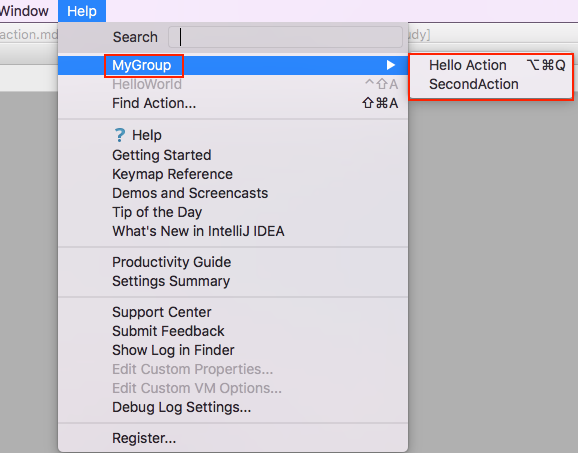 Window Help
action.md
udy]
Search
MyGroup ▶
Hello Action ⌥⌘Q
SecondAction
HelloWorld ^⇧A
Find Action... ⇧⌘A
? Help
Getting Started
Keymap Reference
Demos and Screencasts
Tip of the Day
What's New in IntelliJ IDEA
Productivity Guide
Settings Summary
Support Center
Submit Feedback
Show Log in Finder
Edit Custom Properties...
Edit Custom VM Options...
Debug Log Settings...
Register...